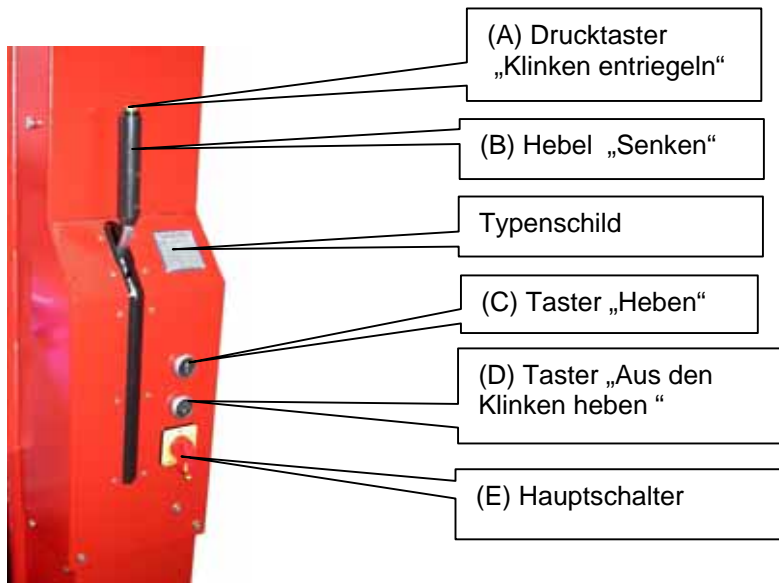 (A) Drucktaster
„Klinken entriegeln“
(B) Hebel „Senken“
Typenschild
(C) Taster „Heben“
(D) Taster „Aus den
Klinken heben “
(E) Hauptschalter